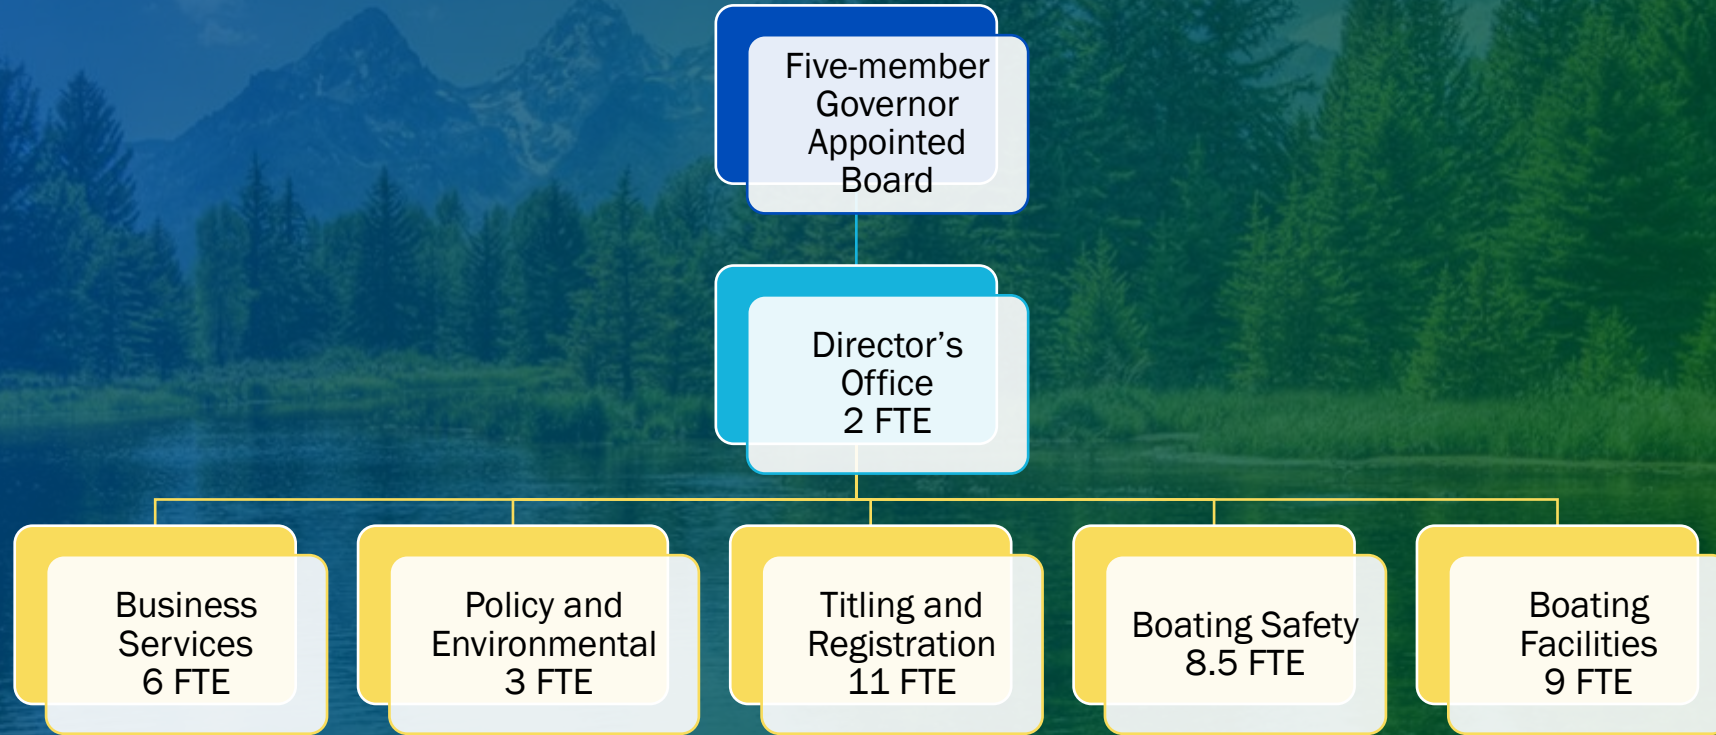 Five-member
Governor
Appointed
Board
Director’s
Office
2 FTE
Business
Services
6 FTE
Policy and
Environmental
3 FTE
Titling and
Registration
11 FTE
Boating Safety
8.5 FTE
Boating
Facilities
9 FTE